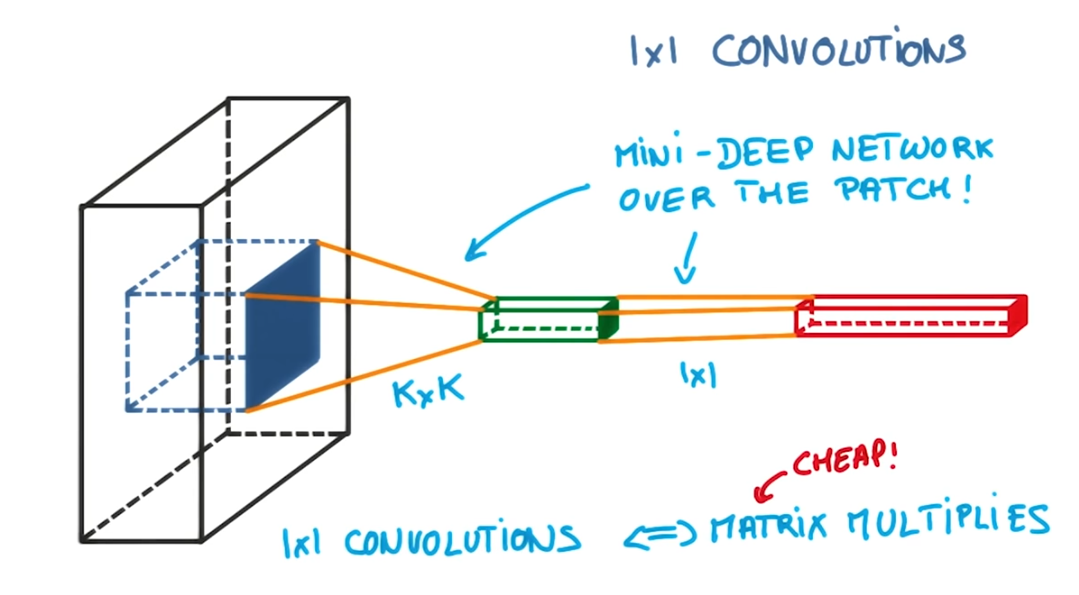 1x1 CONVOLUTIONS
MINI-DEEP NETWORK
OVER THE PATCH!
KxK
1x1
CHEAP!
1x1 CONVOLUTIONS <=> MATRIX MULTIPLIES